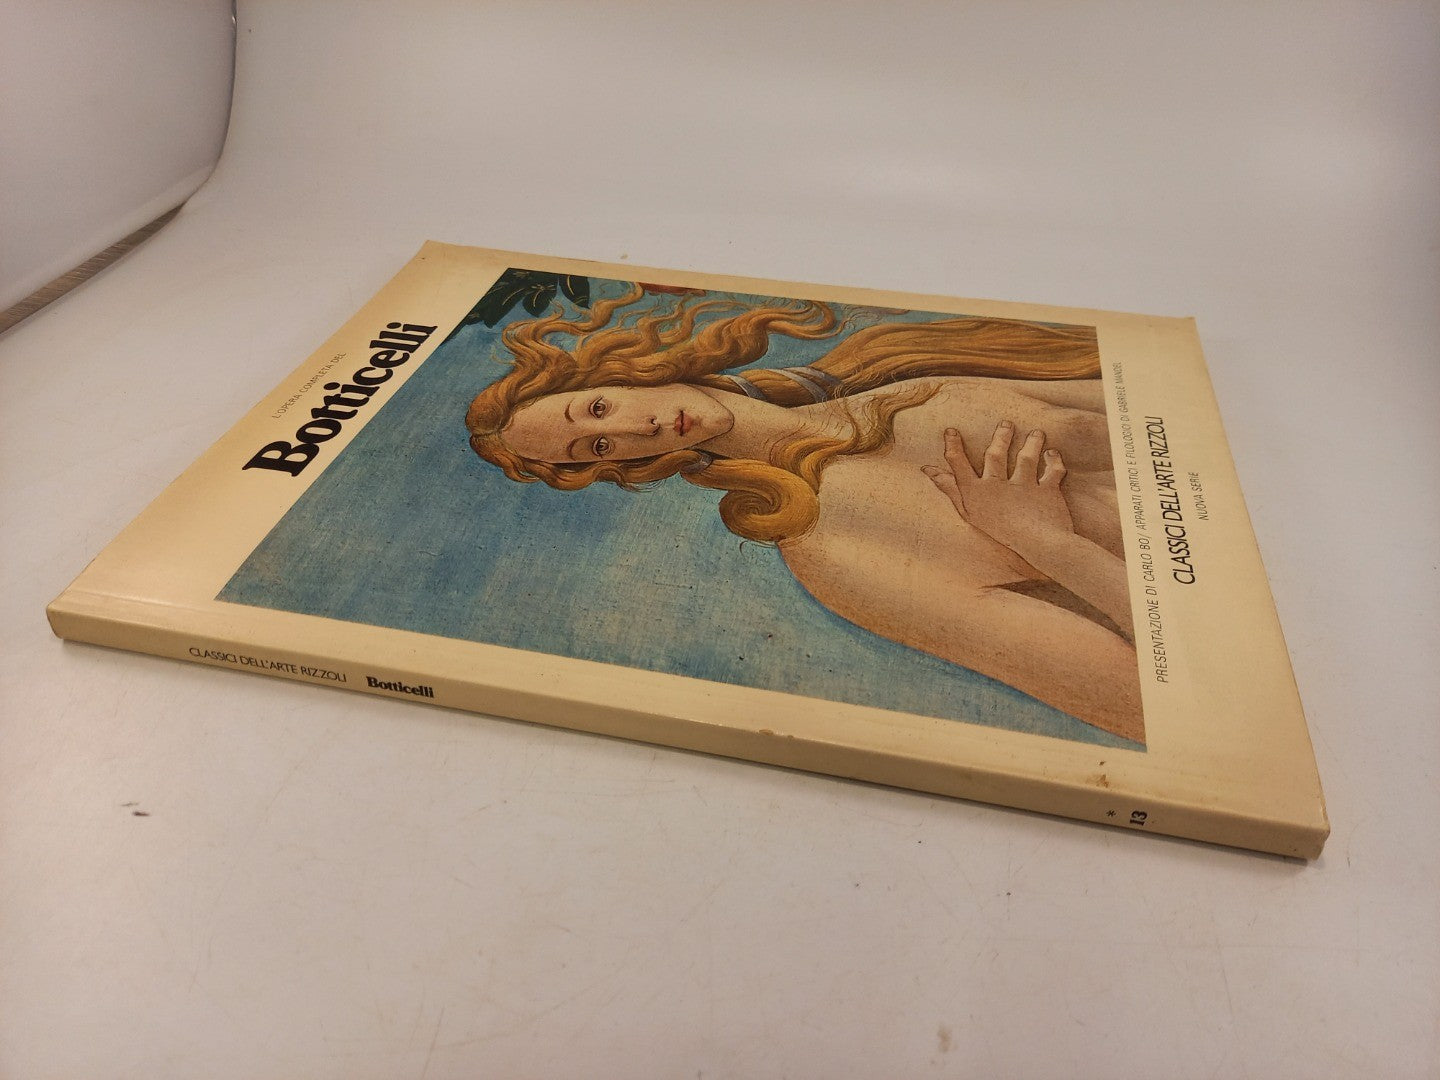 L'OPERA COMPLETA DEL
Botticelli
PRESENTAZIONE DI CARLO BO/ APPARATI CRITICI E FILOLOGICI DI GABRIELE MANDEL
CLASSICI DELL'ARTE RIZZOLI
NUOVA SERIE
CLASSICI DELL'ARTE RIZZOLI Botticelli * 13